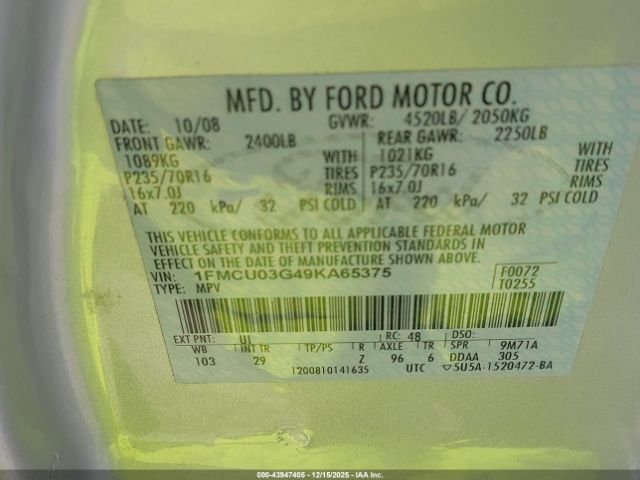 MFD. BY FORD MOTOR CO.
DATE: 10/08 GVWR: 4520LB/ 2050KG
FRONT GAWR: 2400LB REAR GAWR: 2250LB
1089KG WITH 1021KG WITH
P235/70R16 TIRES P235/70R16 TIRES
16x7.0J RIMS 16x7.0J RIMS
AT 220 kPa/ 32 PSI COLD AT 220 kPa/ 32 PSI COLD
THIS VEHICLE CONFORMS TO ALL APPLICABLE FEDERAL MOTOR
VEHICLE SAFETY AND THEFT PREVENTION STANDARDS IN
EFFECT ON THE DATE OF MANUFACTURE SHOWN ABOVE.
VIN: 1FMCU03G49KA65375 F0072
TYPE: MPV T0255
EXT PNT: UI RC: 48 DSO:
WB INT TR TP/PS R AXLE TR SPR 9M71A
103 29 Z 96 6 DDAA 305
1200810141635 UTC ▽5U5A-1520472-BA
000-43947405 - 12/15/2025 - IAAI.COM